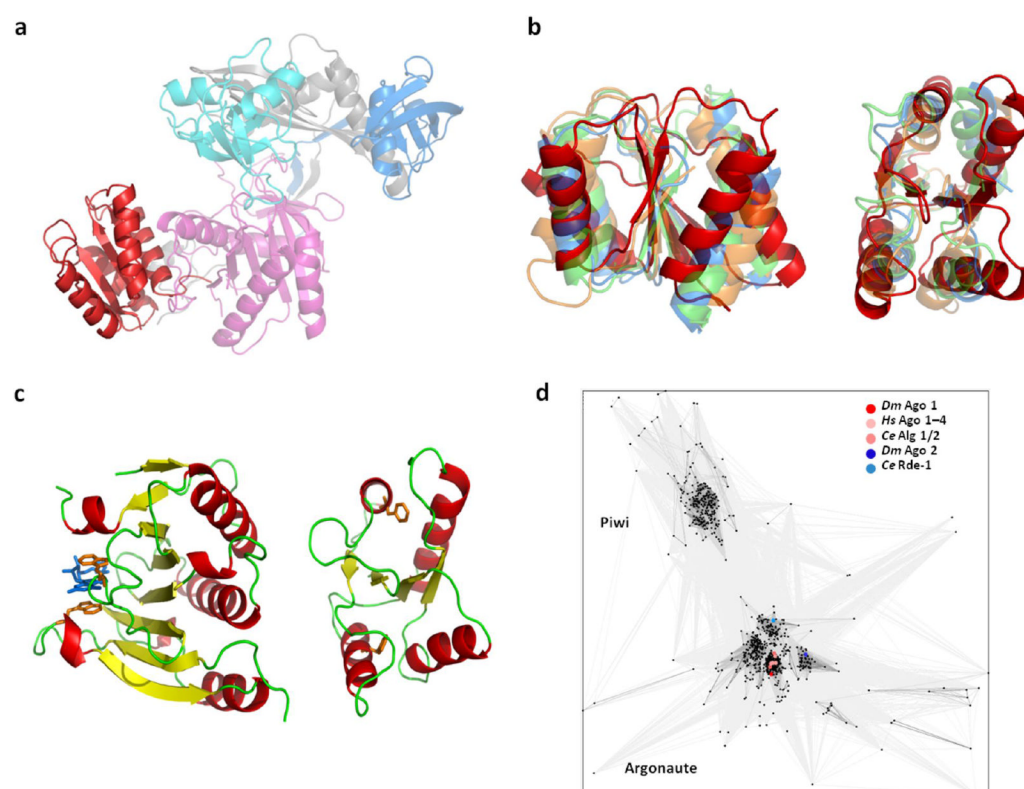 a
b
c
d
Dm Ago 1
Hs Ago 1–4
Ce Alg 1/2
Dm Ago 2
Ce Rde-1
Piwi
Argonaute